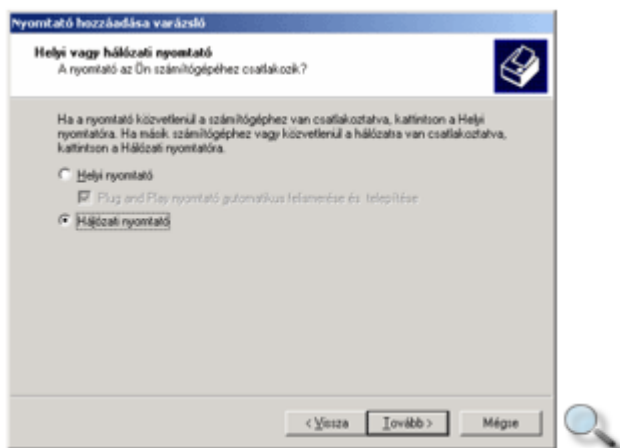 Nyomtató hozzáadása varázsló
Helyi vagy hálózati nyomtató
A nyomtató az Ön számítógépéhez csatlakozik?
Ha a nyomtató közvetlenül a számítógéphez van csatlakoztatva, kattintson a Helyi
nyomtatóra. Ha másik számítógéphez vagy közvetlenül a hálózatra van csatlakoztatva,
kattintson a Hálózati nyomtatóra.
Helyi nyomtató
Plug and Play nyomtató automatikus felismerése és telepítése
Hálózati nyomtató
< Vissza Tovább > Mégse